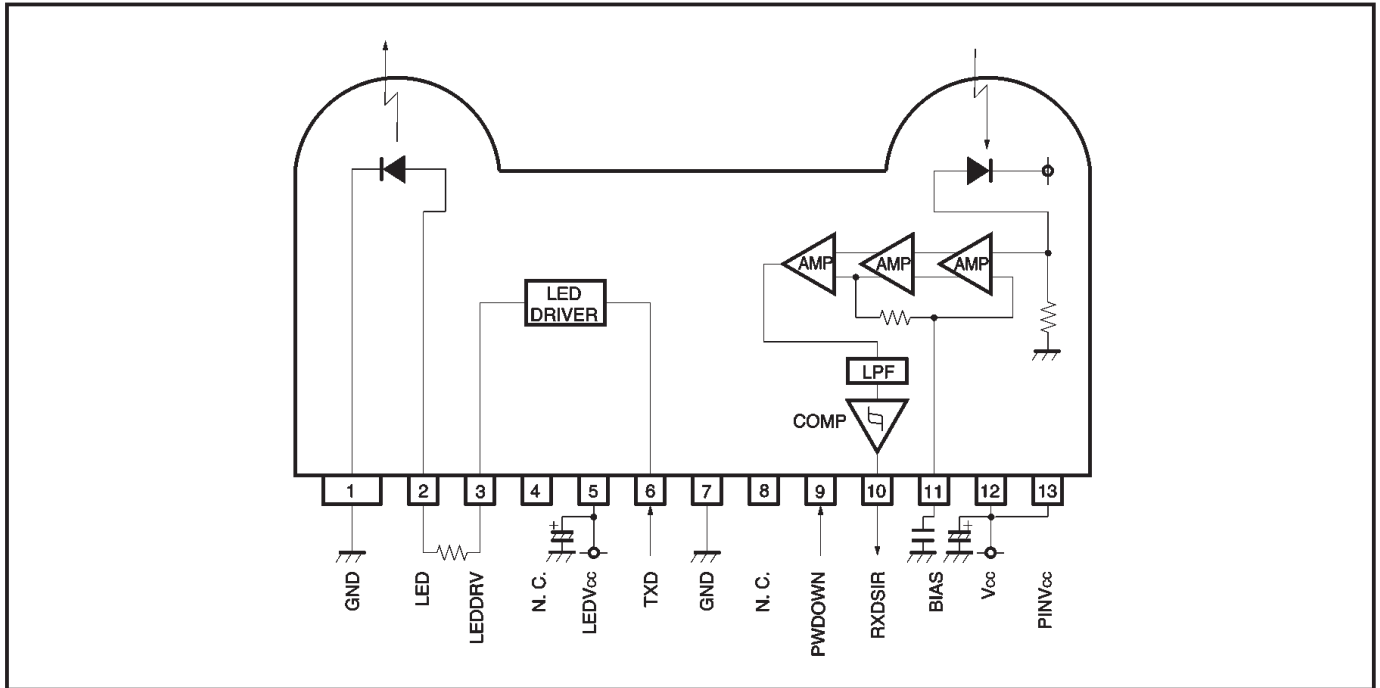 LED
DRIVER
AMP AMP AMP
LPF
COMP
1 2 3 4 5 6 7 8 9 10 11 12 13
+
+
GND
LED
LEDDRV
N. C.
LEDVcc
TXD
GND
N. C.
PWDOWN
RXDSIR
BIAS
Vcc
PINVcc